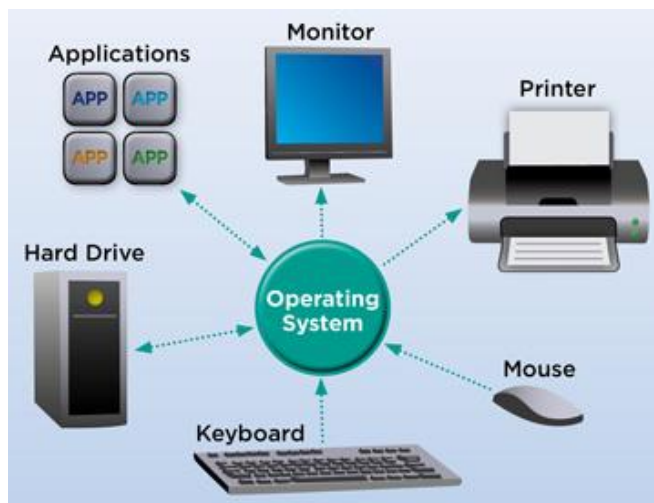 Monitor
Applications
APP APP
APP APP
Printer
Hard Drive
Operating
System
Mouse
Keyboard